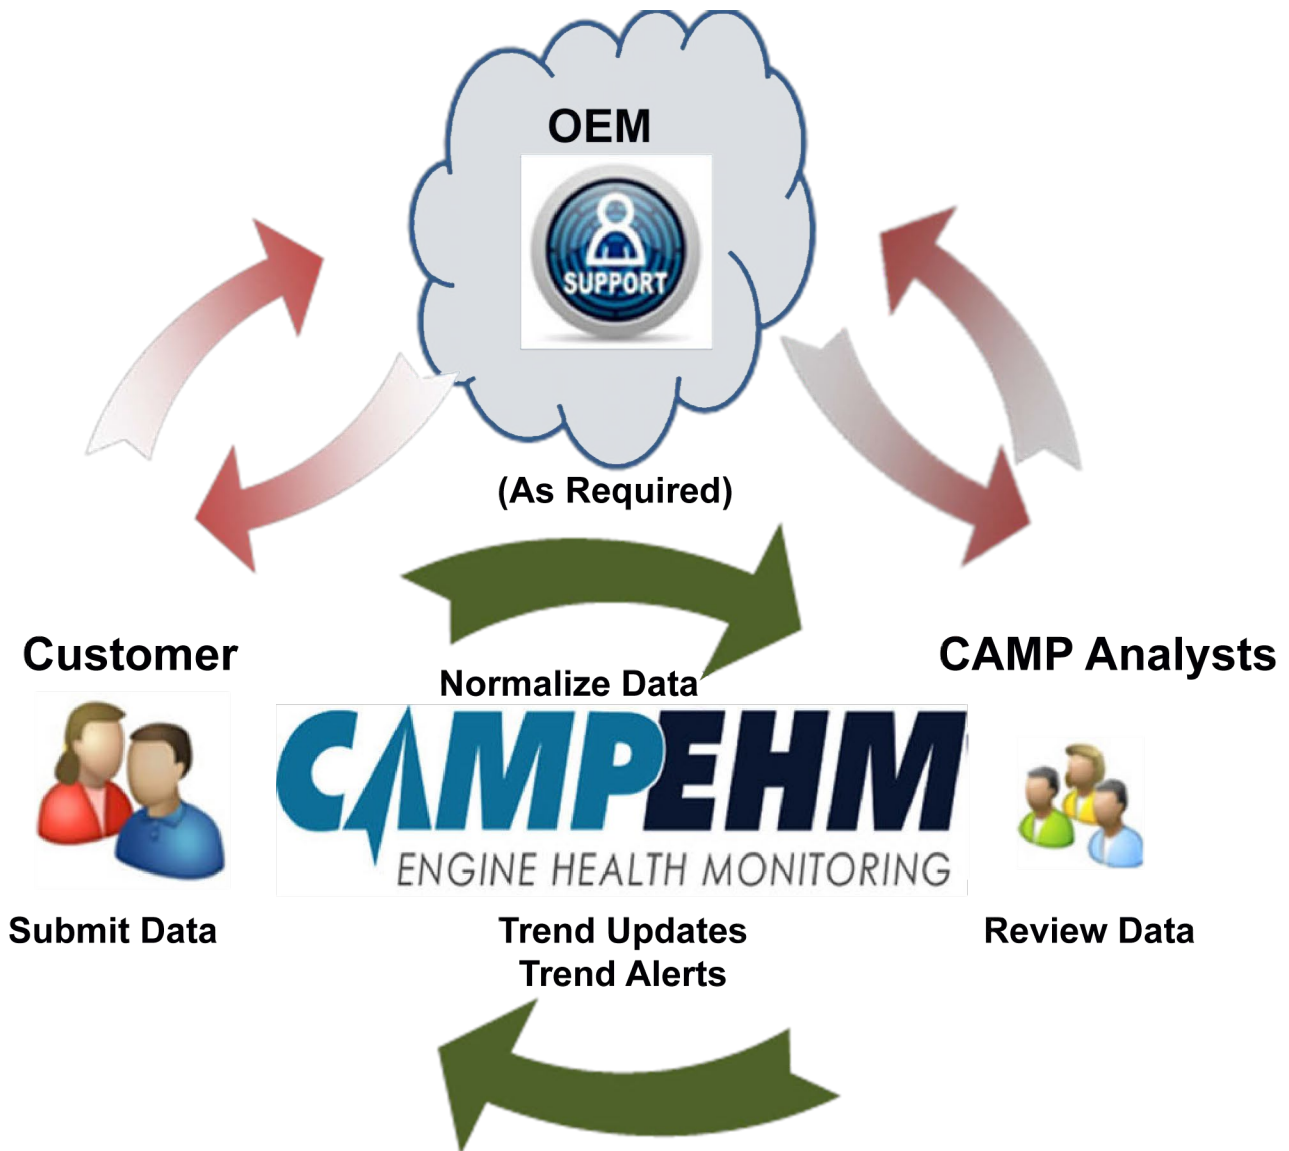 OEM
SUPPORT
(As Required)
Customer
CAMP Analysts
Normalize Data
CAMPEHM
ENGINE HEALTH MONITORING
Submit Data
Trend Updates
Review Data
Trend Alerts